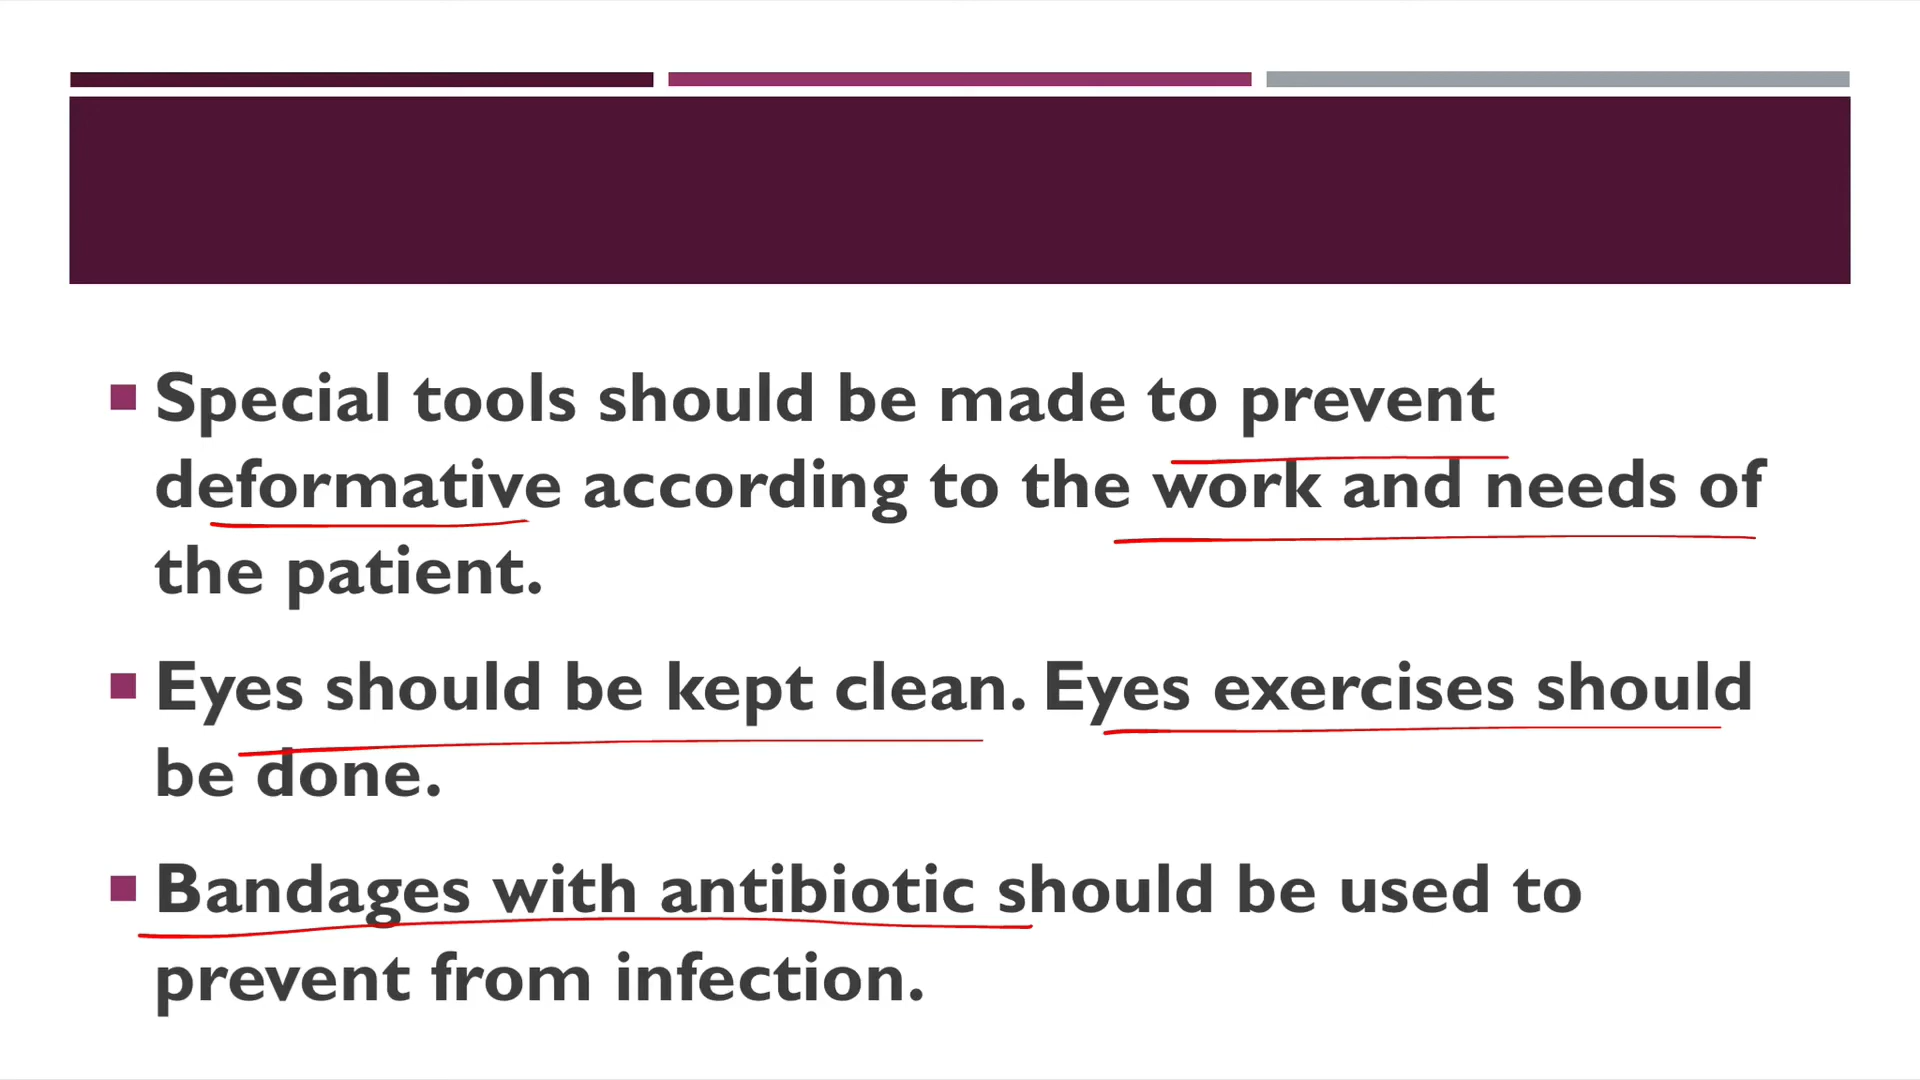 Special tools should be made to prevent
deformative according to the work and needs of
the patient.
Eyes should be kept clean. Eyes exercises should
be done.
Bandages with antibiotic should be used to
prevent from infection.